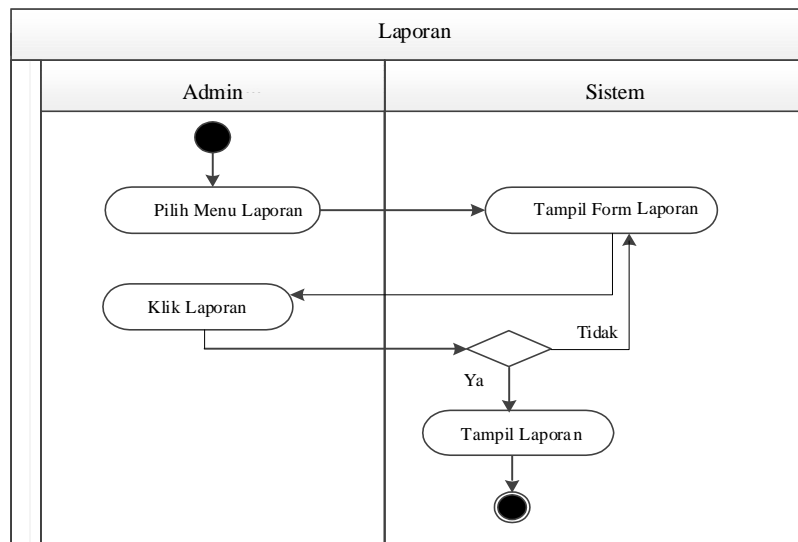 Laporan
Admin
Sistem
Pilih Menu Laporan
Tampil Form Laporan
Klik Laporan
Tidak
Ya
Tampil Laporan